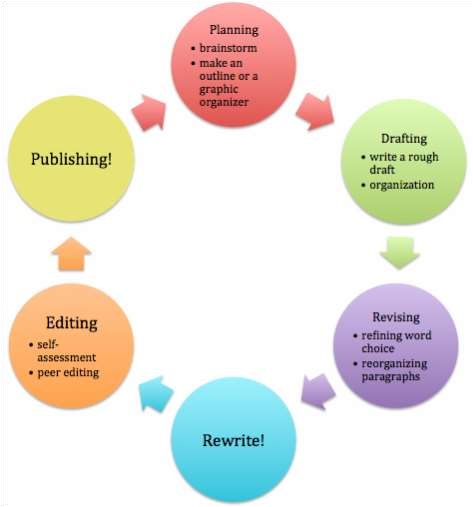 Planning
• brainstorm
• make an
outline or a
graphic
organizer
Drafting
• write a rough
draft
• organization
Revising
• refining word
choice
• reorganizing
paragraphs
Rewrite!
Editing
• self-
assessment
• peer editing
Publishing!